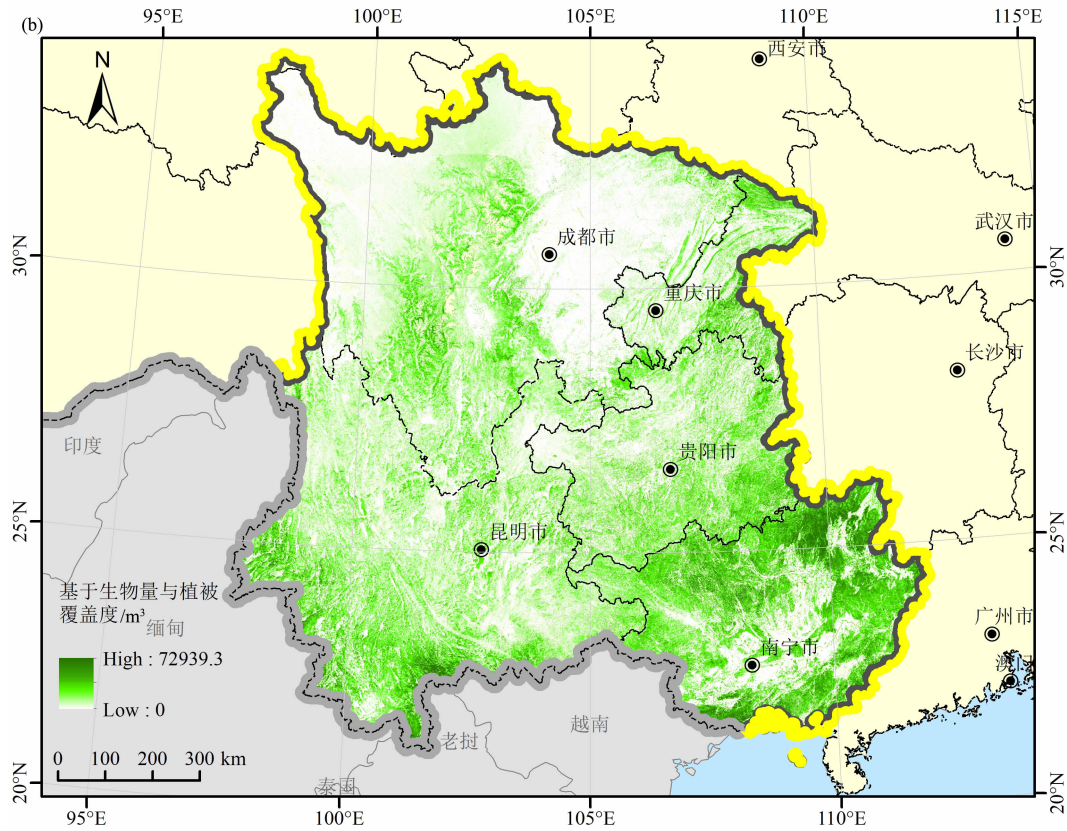 (b)
95°E
100°E
105°E
110°E
115°E
N
西安市
武汉市
成都市
30°N
30°N
重庆市
长沙市
印度
贵阳市
25°N
25°N
昆明市
基于生物量与植被
覆盖度/m³
缅甸
广州市
High : 72939.3
南宁市
澳门
Low : 0
越南
老挝
0 100 200 300 km
泰国
20°N
20°N
95°E
100°E
105°E
110°E